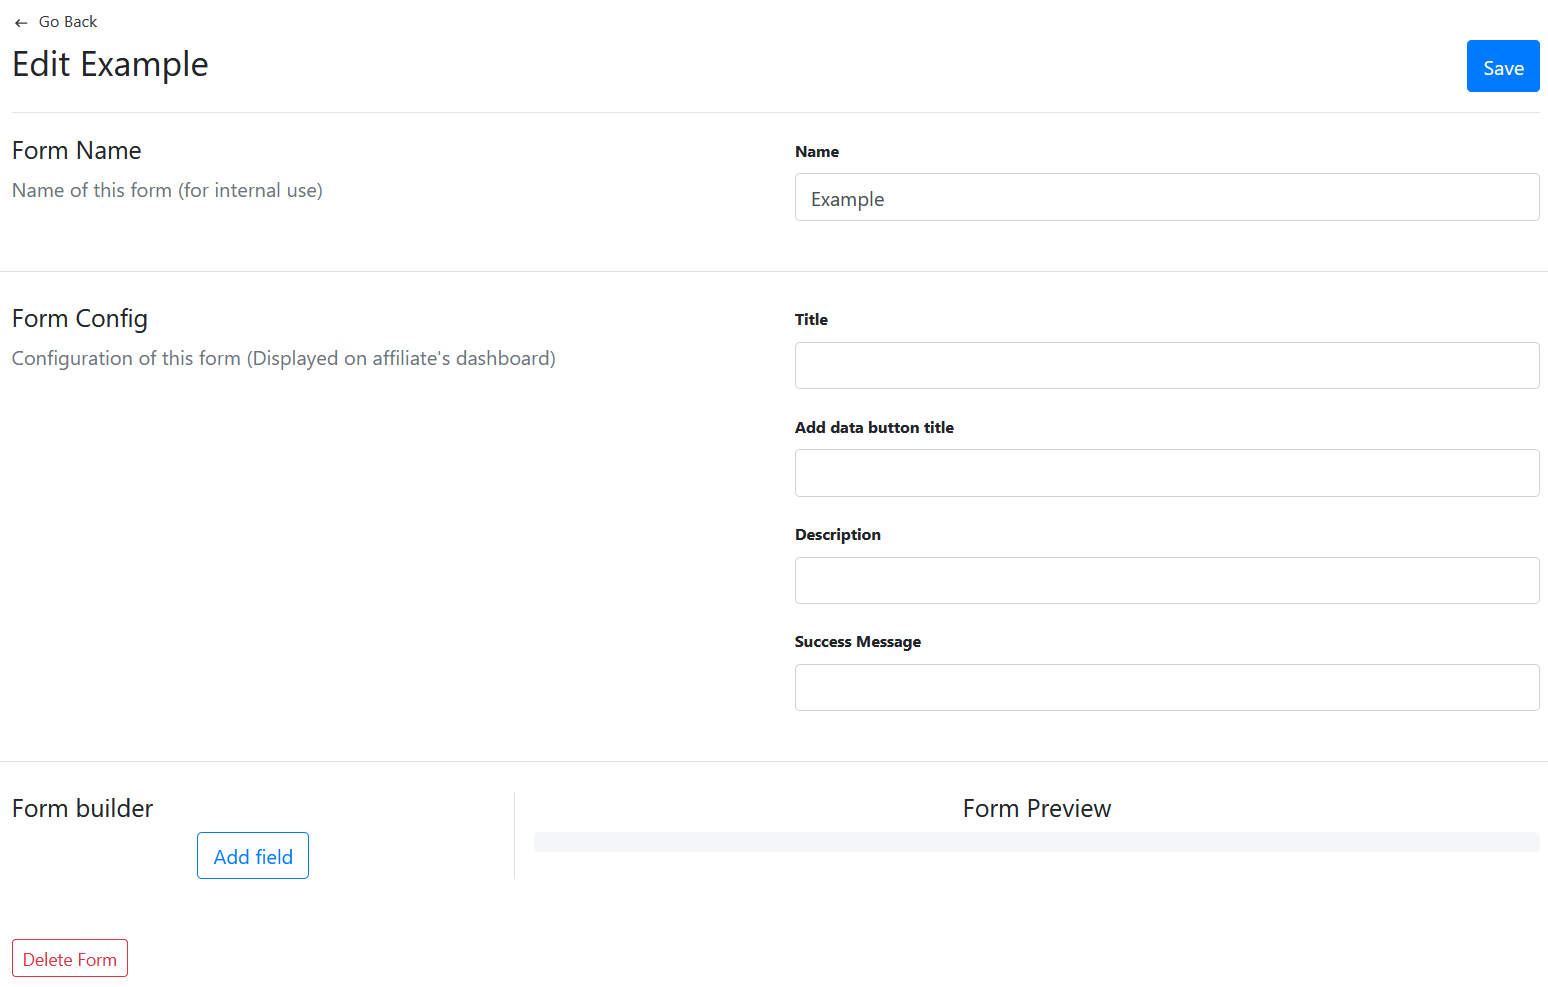 ← Go Back
Edit Example
Save
Form Name
Name of this form (for internal use)
Name
Example
Form Config
Configuration of this form (Displayed on affiliate's dashboard)
Title
Add data button title
Description
Success Message
Form builder
Add field
Form Preview
Delete Form